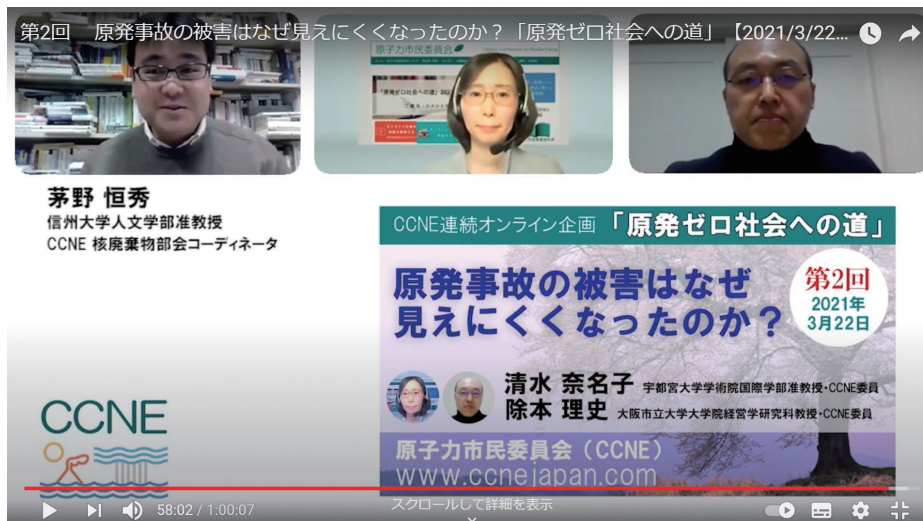 第2回　原発事故の被害はなぜ見えにくくなったのか？「原発ゼロ社会への道」【2021/3/22...
原子力市民委員会
茅野 恒秀
信州大学人文学部准教授
CCNE 核廃棄物部会コーディネータ
CCNE連続オンライン企画 「原発ゼロ社会への道」
原発事故の被害はなぜ
見えにくくなったのか？
第2回
2021年
3月22日
清水 奈名子 宇都宮大学学術院国際学部准教授・CCNE委員
除本 理史 大阪市立大学大学院経営学研究科教授・CCNE委員
CCNE
原子力市民委員会（CCNE）
www.ccnejapan.com
スクロールして詳細を表示
58:02 / 1:00:07